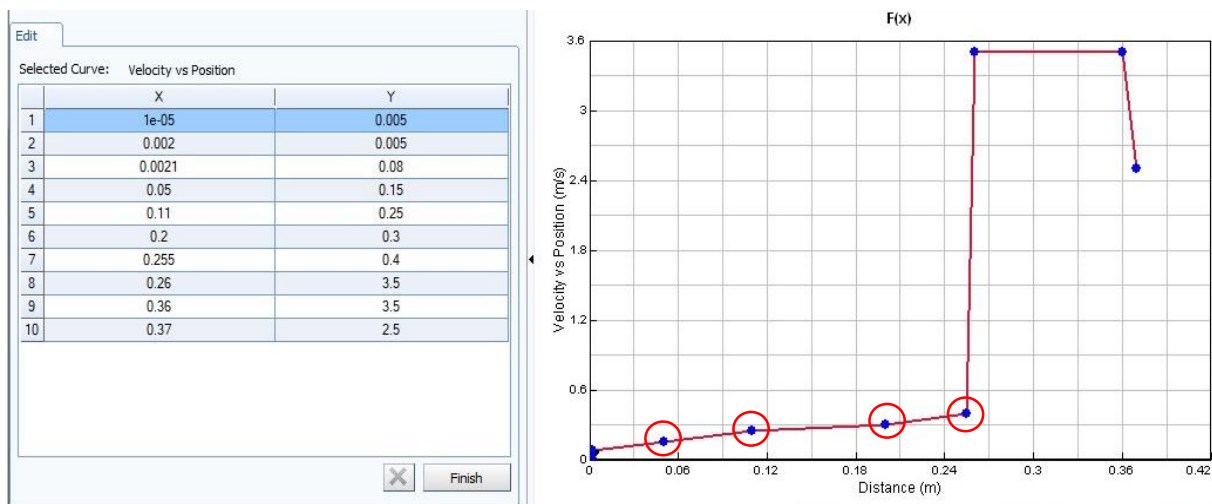 Edit
Selected Curve: Velocity vs Position
X Y
1 1e-05 0.005
2 0.002 0.005
3 0.0021 0.08
4 0.05 0.15
5 0.11 0.25
6 0.2 0.3
7 0.255 0.4
8 0.26 3.5
9 0.36 3.5
10 0.37 2.5
Finish
F(x)
Velocity vs Position (m/s)
3.6
3
2.4
1.8
1.2
0.6
0
0 0.06 0.12 0.18 0.24 0.3 0.36 0.42
Distance (m)